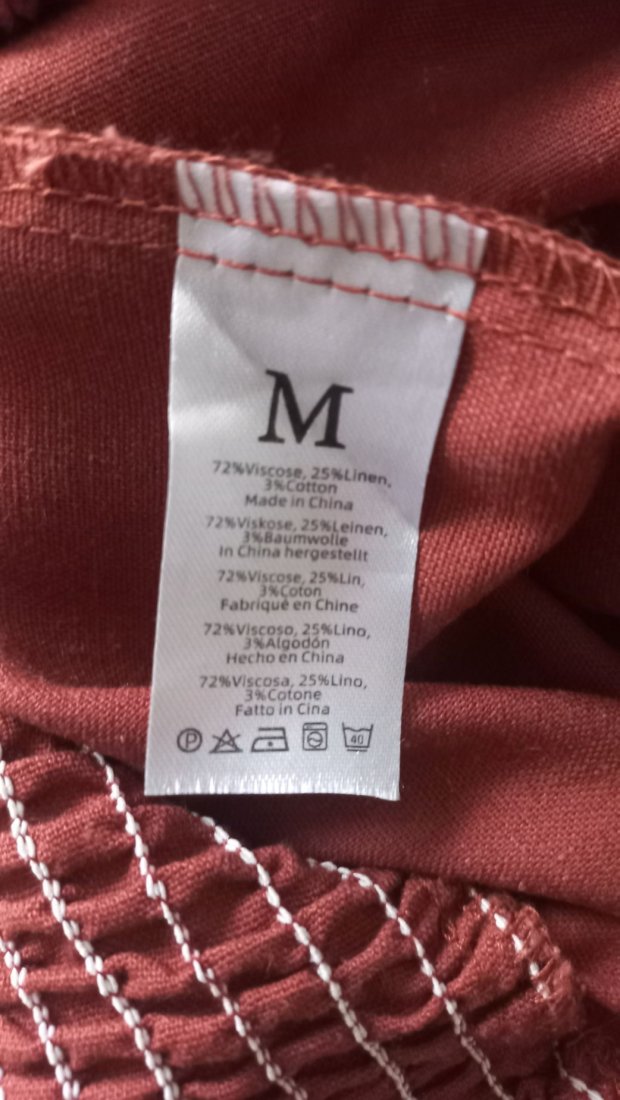 M
72%Viscose, 25%Linen,
3%Cotton
Made in China
72%Viskose, 25%Leinen,
3%Baumwolle
In China hergestellt
72%Viscose, 25%Lin,
3%Coton
Fabriqué en Chine
72%Viscoso, 25%Lino,
3%Algodón
Hecho en China
72%Viscosa, 25%Lino,
3%Cotone
Fatto in Cina
P 40